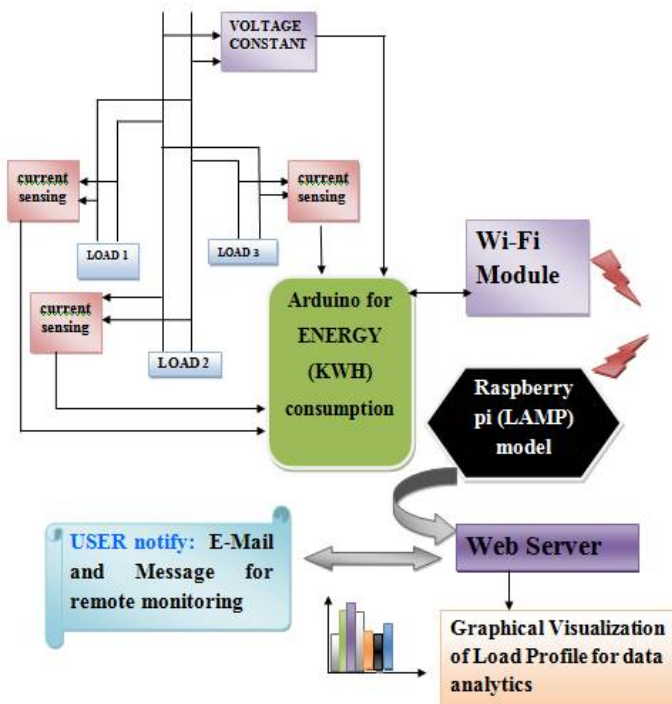 VOLTAGE
CONSTANT
current
sensing
current
sensing
LOAD 1
LOAD 3
Wi-Fi
Module
current
sensing
Arduino for
ENERGY
(KWH)
consumption
LOAD 2
Raspberry
pi (LAMP)
model
USER notify: E-Mail
and Message for
remote monitoring
Web Server
Graphical Visualization
of Load Profile for data
analytics